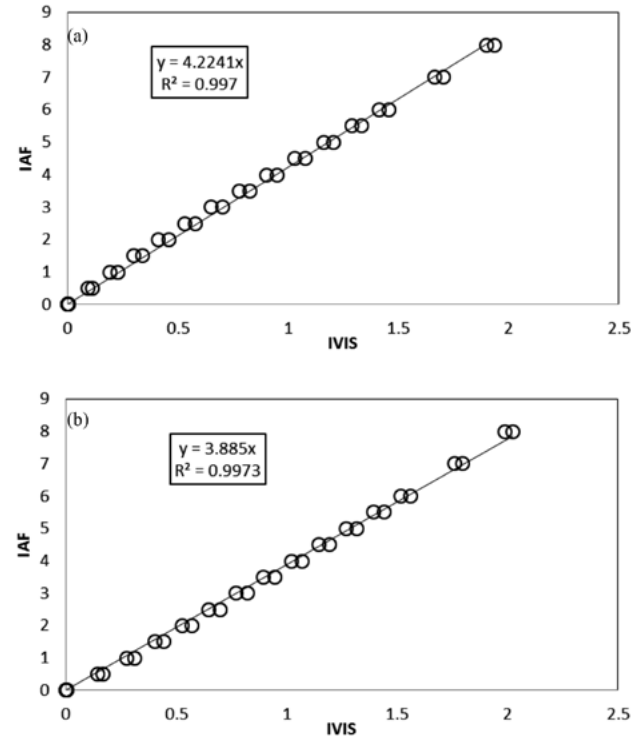 (a)
y = 4.2241x
R² = 0.997
IAF
9
8
7
6
5
4
3
2
1
0
0 0.5 1 1.5 2 2.5
IVIS
(b)
y = 3.885x
R² = 0.9973
IAF
9
8
7
6
5
4
3
2
1
0
0 0.5 1 1.5 2 2.5
IVIS